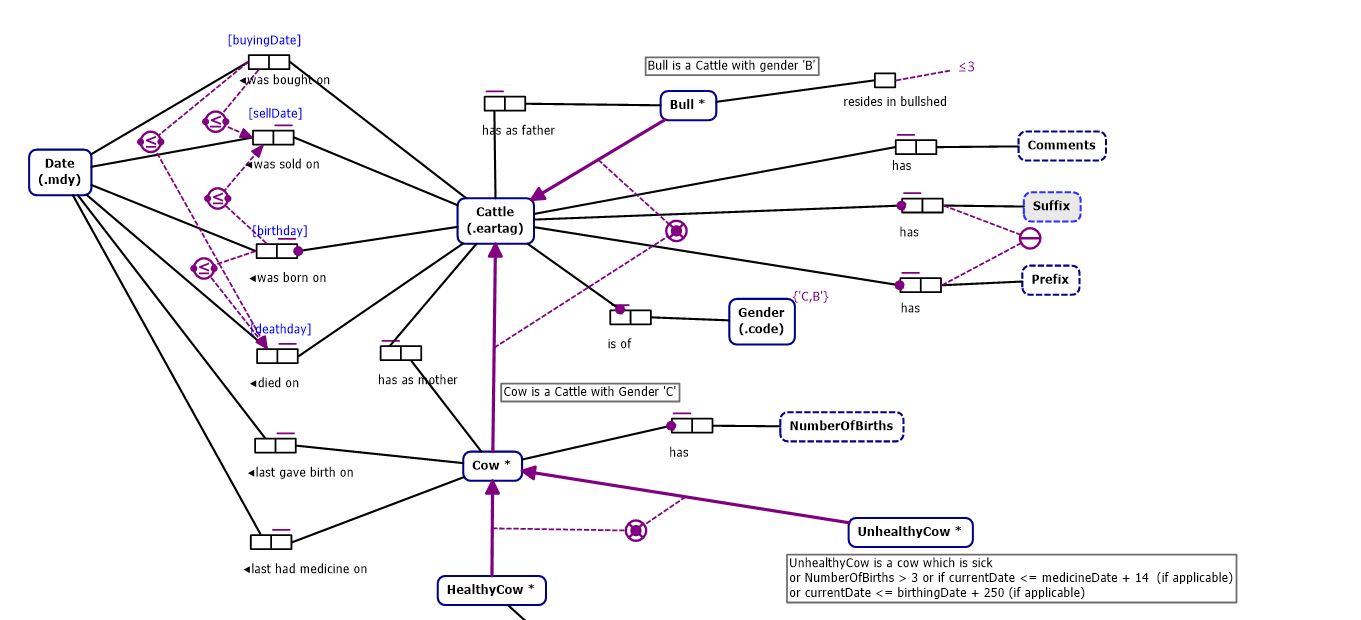 [buyingDate]
◄was bought on
[sellDate]
◄was sold on
Date
(.mdy)
[birthday]
◄was born on
[deathday]
◄died on
◄last gave birth on
◄last had medicine on
≤
≤
≤
≤
Bull is a Cattle with gender 'B'
Bull *
has as father
resides in bullshed
≤3
Cattle
(.eartag)
has
Comments
has
Suffix
has
Prefix
{'C,B'}
Gender
(.code)
is of
has as mother
Cow is a Cattle with Gender 'C'
NumberOfBirths
has
Cow *
UnhealthyCow *
UnhealthyCow is a cow which is sick
or NumberOfBirths > 3 or if currentDate <= medicineDate + 14 (if applicable)
or currentDate <= birthingDate + 250 (if applicable)
HealthyCow *